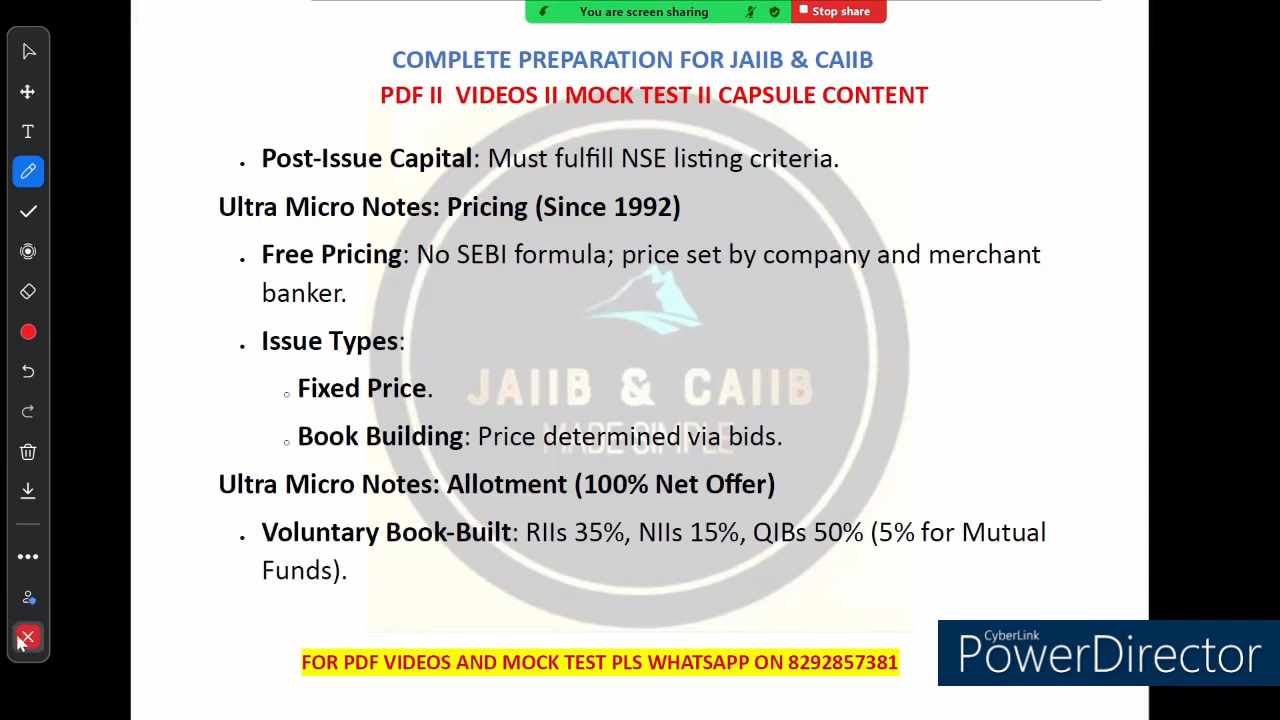 You are screen sharing
Stop share
COMPLETE PREPARATION FOR JAIIB & CAIIB
PDF II VIDEOS II MOCK TEST II CAPSULE CONTENT
T
• Post-Issue Capital: Must fulfill NSE listing criteria.
Ultra Micro Notes: Pricing (Since 1992)
• Free Pricing: No SEBI formula; price set by company and merchant
banker.
• Issue Types:
○ Fixed Price.
JAIIB & CAIIB
○ Book Building: Price determined via bids.
MADE SIMPLE
Ultra Micro Notes: Allotment (100% Net Offer)
• Voluntary Book-Built: RIIs 35%, NIIs 15%, QIBs 50% (5% for Mutual
Funds).
FOR PDF VIDEOS AND MOCK TEST PLS WHATSAPP ON 8292857381
CyberLink
PowerDirector